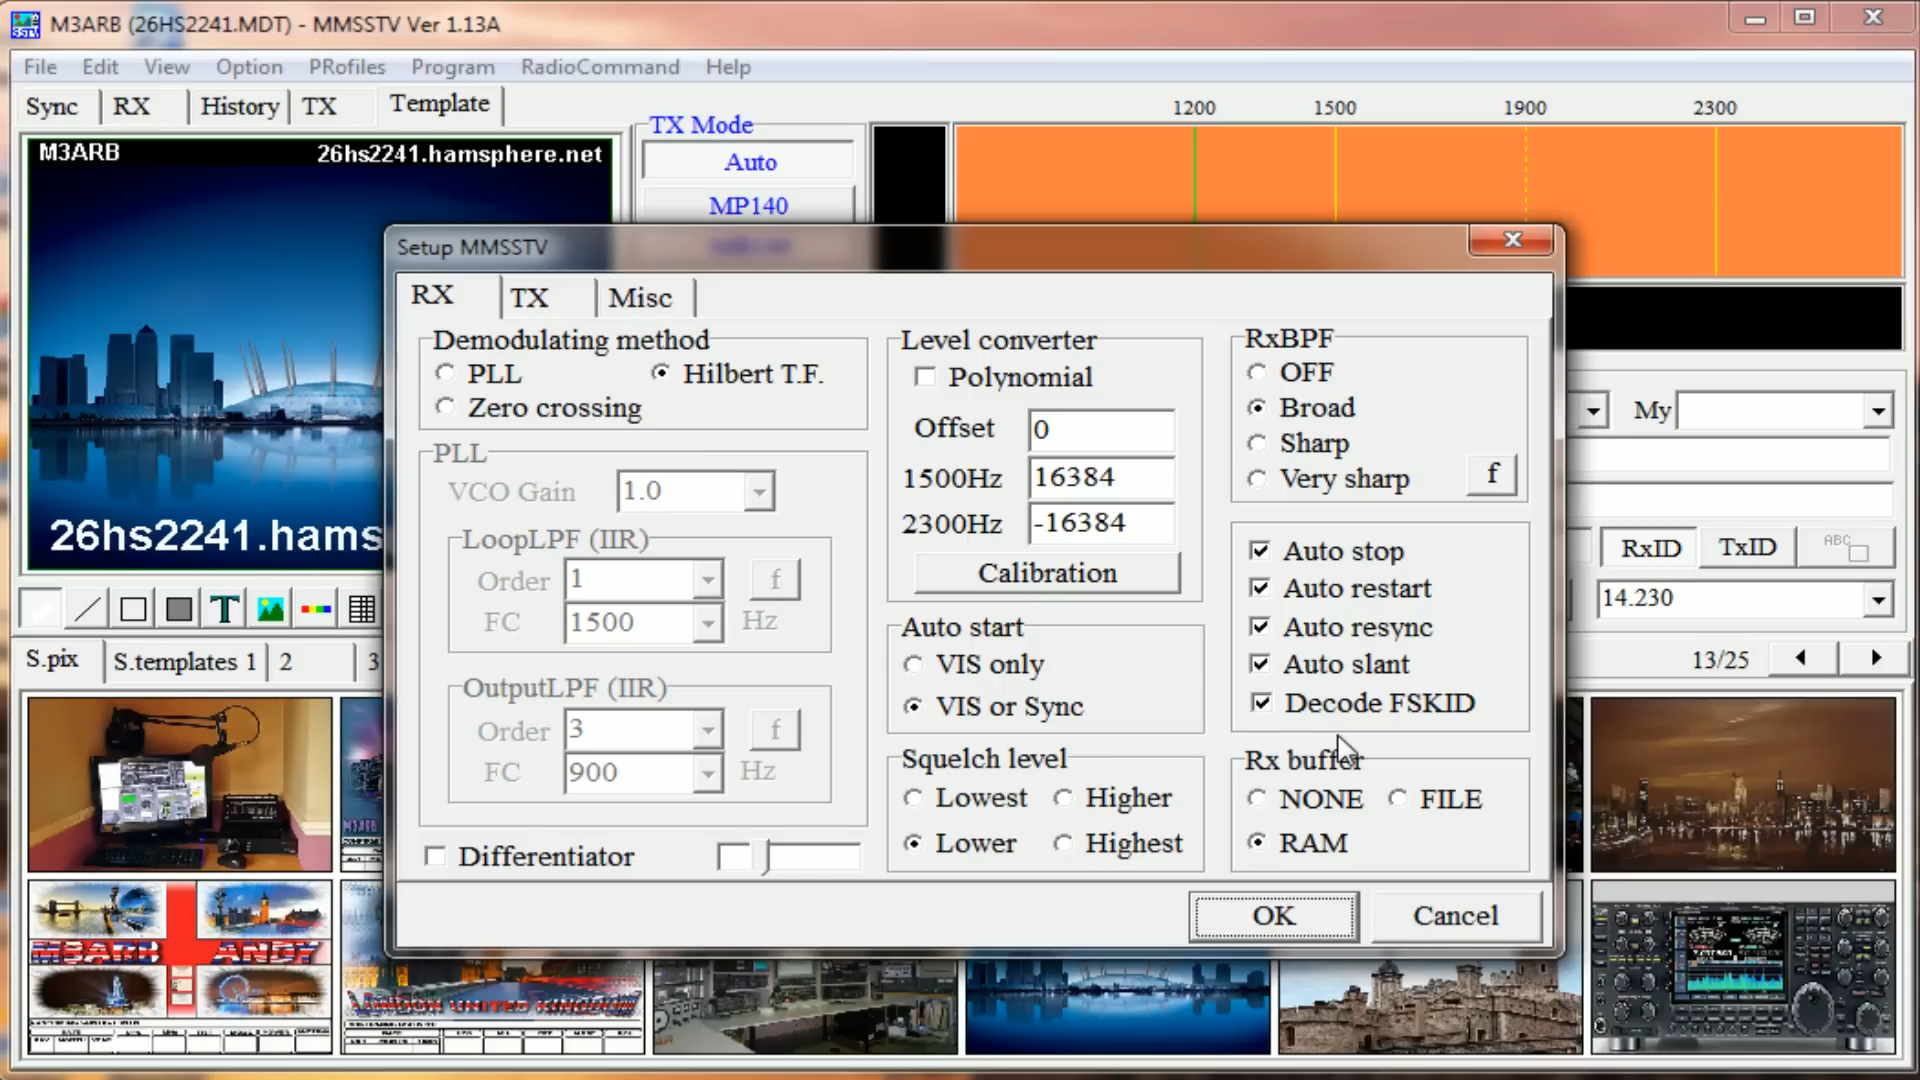 M3ARB (26HS2241.MDT) - MMSSTV Ver 1.13A
File Edit View Option PRofiles Program RadioCommand Help
Sync RX History TX Template
1200 1500 1900 2300
TX Mode
Auto
MP140
M3ARB 26hs2241.hamsphere.net
26hs2241.hams
Setup MMSSTV
RX TX Misc
Demodulating method
PLL Hilbert T.F.
Zero crossing
PLL
VCO Gain 1.0
LoopLPF (IIR)
Order 1 f
FC 1500 Hz
OutputLPF (IIR)
Order 3 f
FC 900 Hz
Differentiator
Level converter
Polynomial
Offset 0
1500Hz 16384
2300Hz -16384
Calibration
Auto start
VIS only
VIS or Sync
Squelch level
Lowest Higher
Lower Highest
RxBPF
OFF
Broad
Sharp
Very sharp f
Auto stop
Auto restart
Auto resync
Auto slant
Decode FSKID
Rx buffer
NONE FILE
RAM
OK Cancel
My
RxID TxID ABC
14.230
T
S.pix S.templates 1 2 3
13/25
M3ARB ANDY
LONDON UNITED KINGDOM